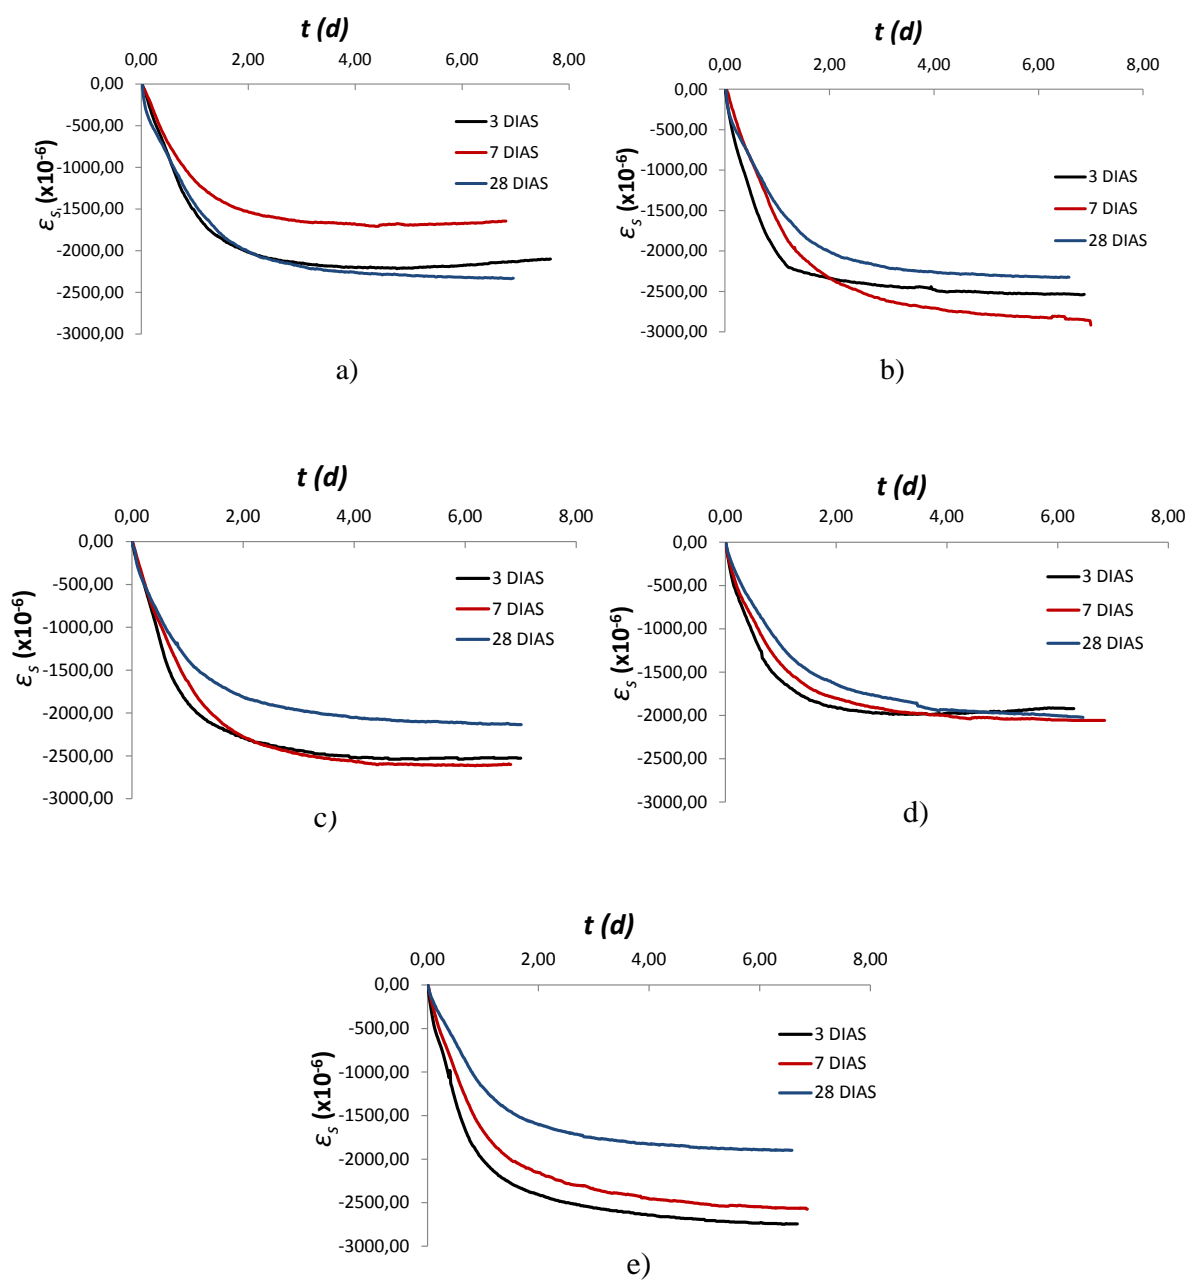 t (d)
0,00 2,00 4,00 6,00 8,00
0,00
-500,00
-1000,00
-1500,00
-2000,00
-2500,00
-3000,00
εs, (x10-6)
3 DIAS
7 DIAS
28 DIAS
a)
t (d)
0,00 2,00 4,00 6,00 8,00
0,00
-500,00
-1000,00
-1500,00
-2000,00
-2500,00
-3000,00
εs (x10-6)
3 DIAS
7 DIAS
28 DIAS
b)
t (d)
0,00 2,00 4,00 6,00 8,00
0,00
-500,00
-1000,00
-1500,00
-2000,00
-2500,00
-3000,00
εs (x10-6)
3 DIAS
7 DIAS
28 DIAS
c)
t (d)
0,00 2,00 4,00 6,00 8,00
0,00
-500,00
-1000,00
-1500,00
-2000,00
-2500,00
-3000,00
εs (x10-6)
3 DIAS
7 DIAS
28 DIAS
d)
t (d)
0,00 2,00 4,00 6,00 8,00
0,00
-500,00
-1000,00
-1500,00
-2000,00
-2500,00
-3000,00
εs (x10-6)
3 DIAS
7 DIAS
28 DIAS
e)